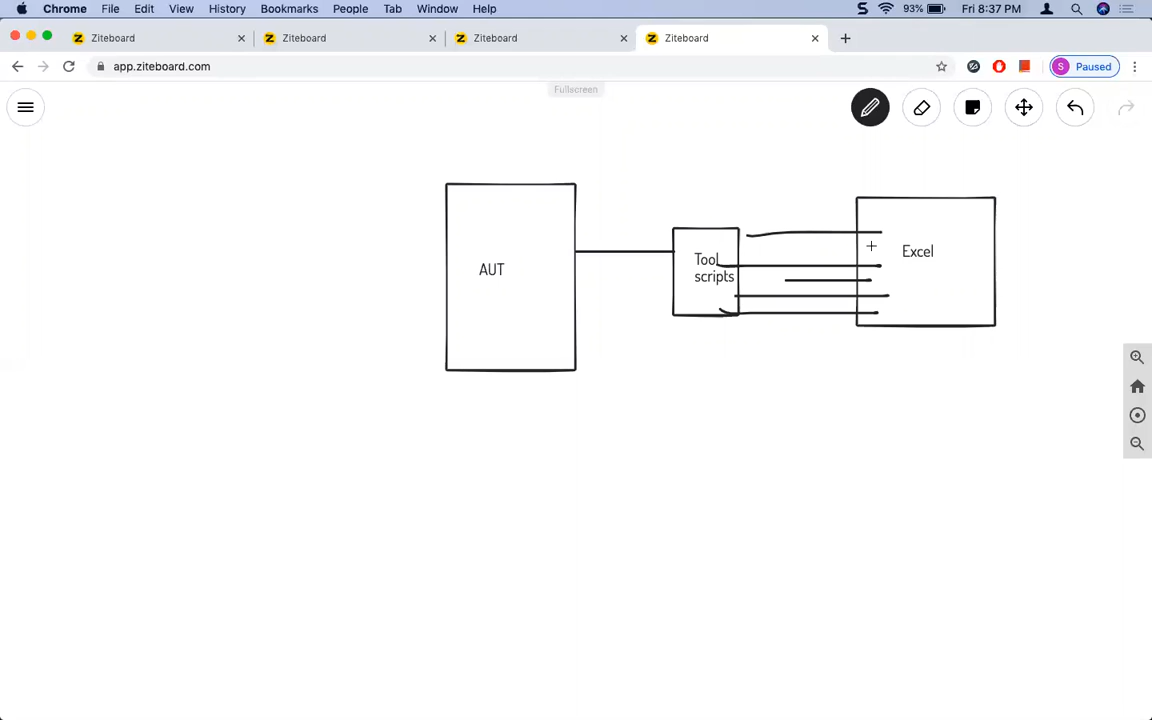 Chrome File Edit View History Bookmarks People Tab Window Help S 93% Fri 8:37 PM
Ziteboard Ziteboard Ziteboard Ziteboard
app.ziteboard.com S Paused
Fullscreen
AUT
Tool
scripts
Excel